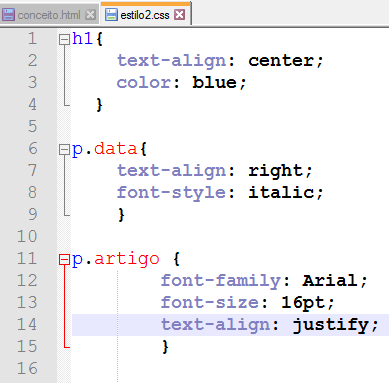 conceito.html estilo2.css
1 h1{
2 text-align: center;
3 color: blue;
4 }
5
6 p.data{
7 text-align: right;
8 font-style: italic;
9 }
10
11 p.artigo {
12 font-family: Arial;
13 font-size: 16pt;
14 text-align: justify;
15 }
16